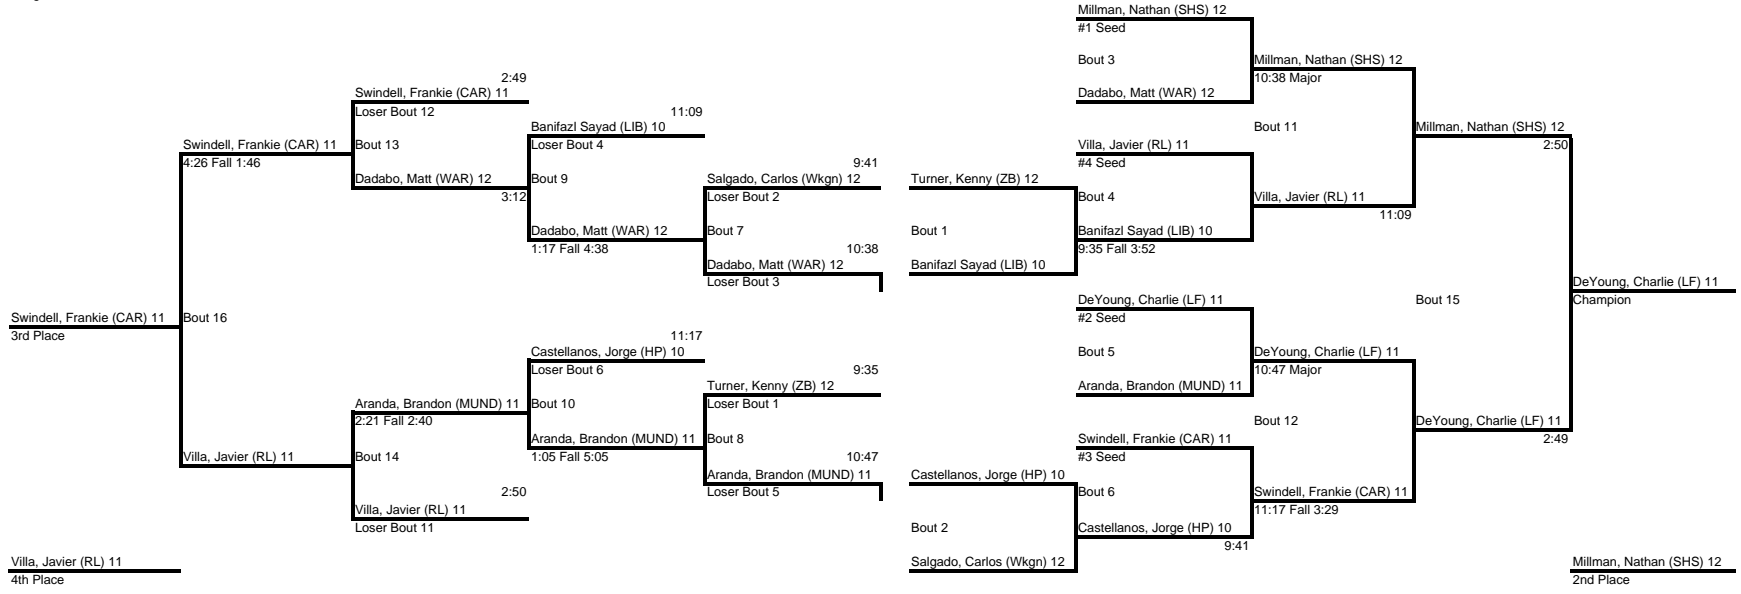 Millman, Nathan (SHS) 12
#1 Seed
Bout 3
Millman, Nathan (SHS) 12
2:49
10:38 Major
Swindell, Frankie (CAR) 11
Dadabo, Matt (WAR) 12
Loser Bout 12
11:09
Banifazl Sayad (LIB) 10
Bout 11
Millman, Nathan (SHS) 12
Swindell, Frankie (CAR) 11
Bout 13
Loser Bout 4
Villa, Javier (RL) 11
2:50
4:26 Fall 1:46
9:41
#4 Seed
Dadabo, Matt (WAR) 12
Bout 9
Salgado, Carlos (Wkgn) 12
Turner, Kenny (ZB) 12
3:12
Loser Bout 2
Bout 4
Villa, Javier (RL) 11
11:09
Dadabo, Matt (WAR) 12
Bout 7
Bout 1
Banifazl Sayad (LIB) 10
1:17 Fall 4:38
10:38
9:35 Fall 3:52
Dadabo, Matt (WAR) 12
Banifazl Sayad (LIB) 10
Loser Bout 3
DeYoung, Charlie (LF) 11
DeYoung, Charlie (LF) 11
Bout 15
Champion
Swindell, Frankie (CAR) 11
Bout 16
#2 Seed
3rd Place
11:17
Castellanos, Jorge (HP) 10
Bout 5
DeYoung, Charlie (LF) 11
Loser Bout 6
9:35
10:47 Major
Turner, Kenny (ZB) 12
Aranda, Brandon (MUND) 11
Aranda, Brandon (MUND) 11
Bout 10
Loser Bout 1
2:21 Fall 2:40
Bout 12
DeYoung, Charlie (LF) 11
Aranda, Brandon (MUND) 11
Bout 8
Swindell, Frankie (CAR) 11
2:49
Villa, Javier (RL) 11
Bout 14
1:05 Fall 5:05
10:47
#3 Seed
Aranda, Brandon (MUND) 11
Castellanos, Jorge (HP) 10
2:50
Loser Bout 5
Bout 6
Swindell, Frankie (CAR) 11
Villa, Javier (RL) 11
11:17 Fall 3:29
Loser Bout 11
Bout 2
Castellanos, Jorge (HP) 10
9:41
Villa, Javier (RL) 11
Salgado, Carlos (Wkgn) 12
Millman, Nathan (SHS) 12
4th Place
2nd Place